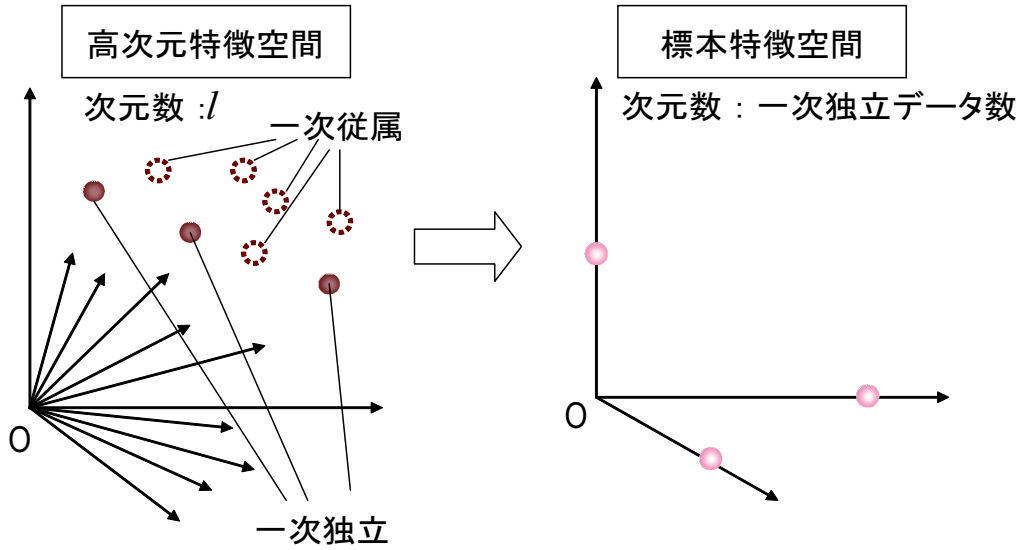 高次元特徴空間
次元数 :l
一次従属
O
一次独立
標本特徴空間
次元数 : 一次独立データ数
O